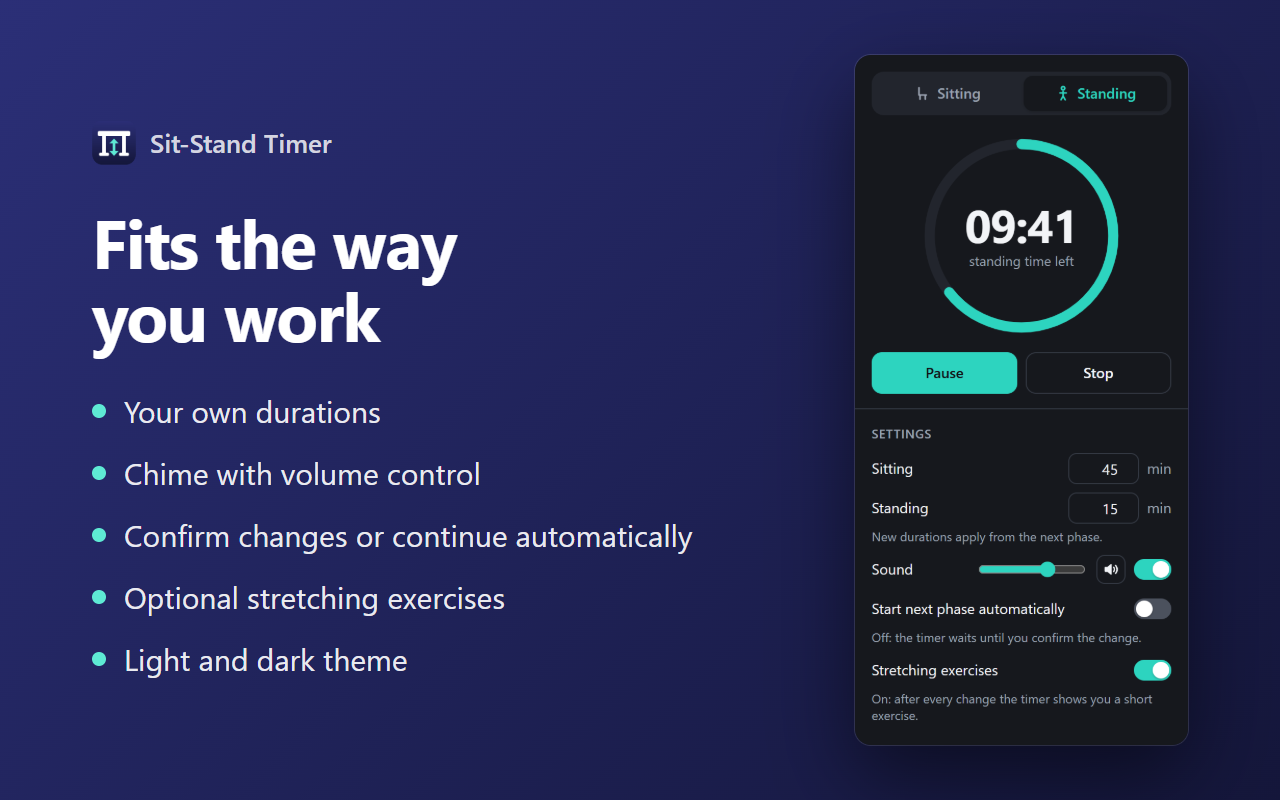 Sit-Stand Timer
Fits the way
you work
Your own durations
Chime with volume control
Confirm changes or continue automatically
Optional stretching exercises
Light and dark theme
Sitting
Standing
09:41
standing time left
Pause
Stop
SETTINGS
Sitting 45 min
Standing 15 min
New durations apply from the next phase.
Sound
Start next phase automatically
Off: the timer waits until you confirm the change.
Stretching exercises
On: after every change the timer shows you a short
exercise.